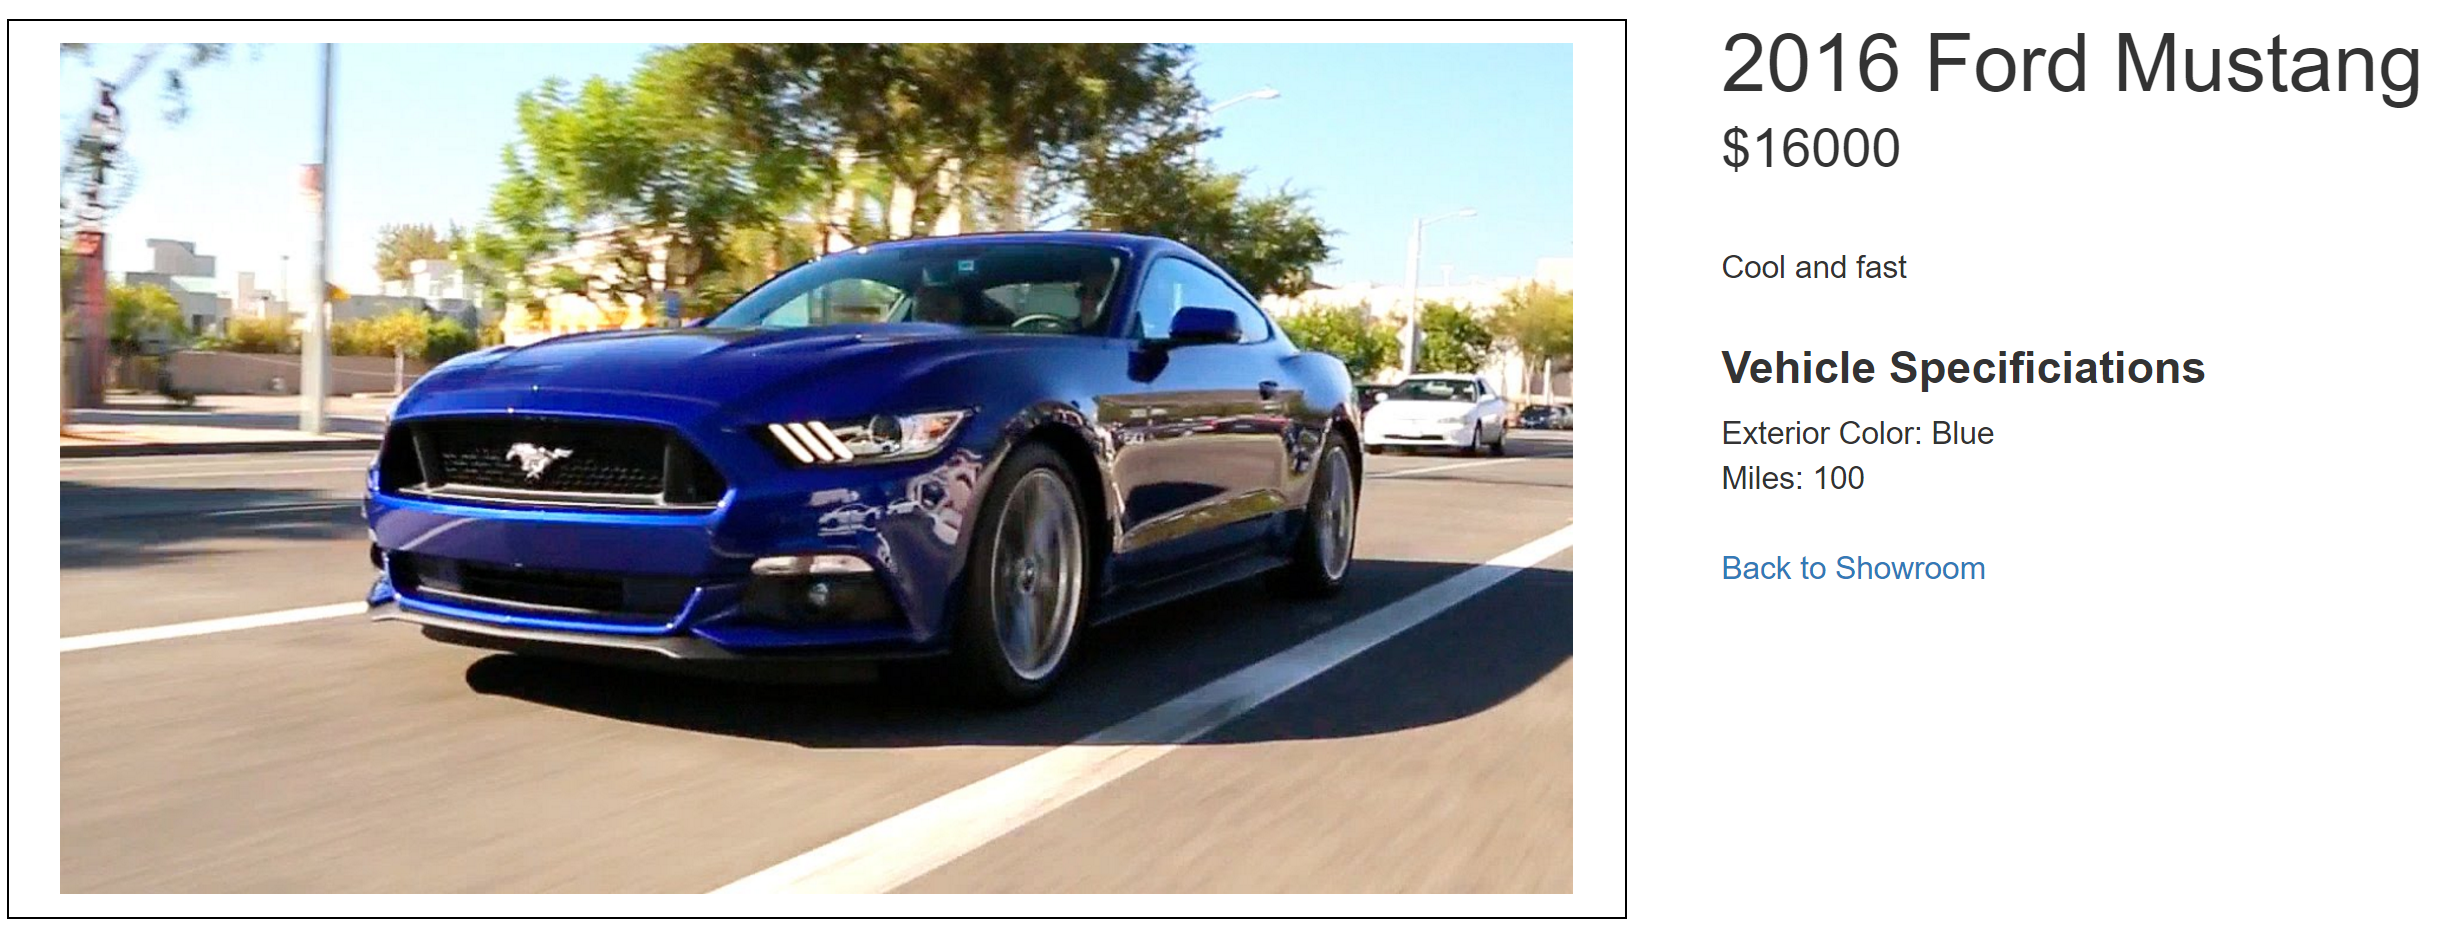 2016 Ford Mustang
$16000
Cool and fast
Vehicle Specificiations
Exterior Color: Blue
Miles: 100
Back to Showroom